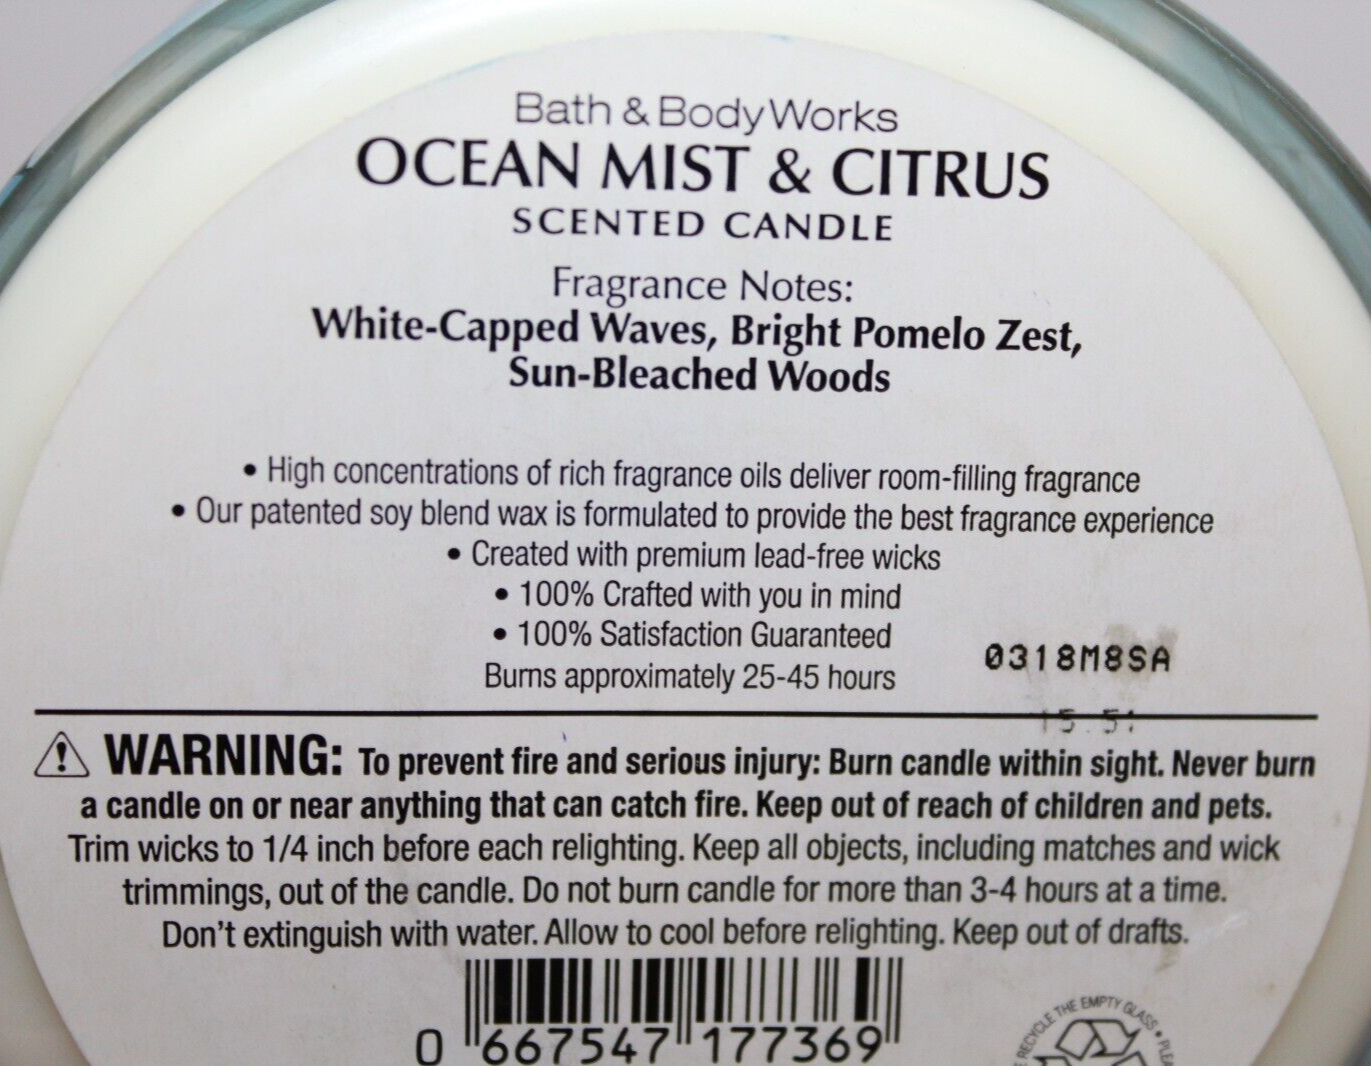 Bath & Body Works
OCEAN MIST & CITRUS
SCENTED CANDLE
Fragrance Notes:
White-Capped Waves, Bright Pomelo Zest,
Sun-Bleached Woods
• High concentrations of rich fragrance oils deliver room-filling fragrance
• Our patented soy blend wax is formulated to provide the best fragrance experience
• Created with premium lead-free wicks
• 100% Crafted with you in mind
• 100% Satisfaction Guaranteed
Burns approximately 25-45 hours
0318M8SA
WARNING: To prevent fire and serious injury: Burn candle within sight. Never burn
a candle on or near anything that can catch fire. Keep out of reach of children and pets.
Trim wicks to 1/4 inch before each relighting. Keep all objects, including matches and wick
trimmings, out of the candle. Do not burn candle for more than 3-4 hours at a time.
Don't extinguish with water. Allow to cool before relighting. Keep out of drafts.
0 667547 177369
RECYCLE THE EMPTY GLASS •